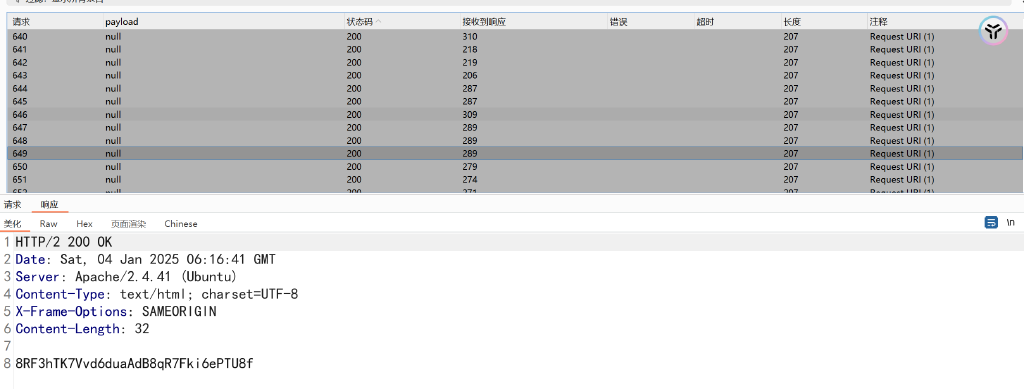 请求 payload 状态码 接收到响应 错误 超时 长度 注释
640 null 200 310 207 Request URI (1)
641 null 200 218 207 Request URI (1)
642 null 200 219 207 Request URI (1)
643 null 200 206 207 Request URI (1)
644 null 200 287 207 Request URI (1)
645 null 200 287 207 Request URI (1)
646 null 200 309 207 Request URI (1)
647 null 200 289 207 Request URI (1)
648 null 200 289 207 Request URI (1)
649 null 200 289 207 Request URI (1)
650 null 200 279 207 Request URI (1)
651 null 200 274 207 Request URI (1)
652 null 200 271 207 Request URI (1)
请求 响应
美化 Raw Hex 页面渲染 Chinese \n
1 HTTP/2 200 OK
2 Date: Sat, 04 Jan 2025 06:16:41 GMT
3 Server: Apache/2.4.41 (Ubuntu)
4 Content-Type: text/html; charset=UTF-8
5 X-Frame-Options: SAMEORIGIN
6 Content-Length: 32
7
8 8RF3hTK7Vvd6duaAdB8qR7Fki6ePTU8f